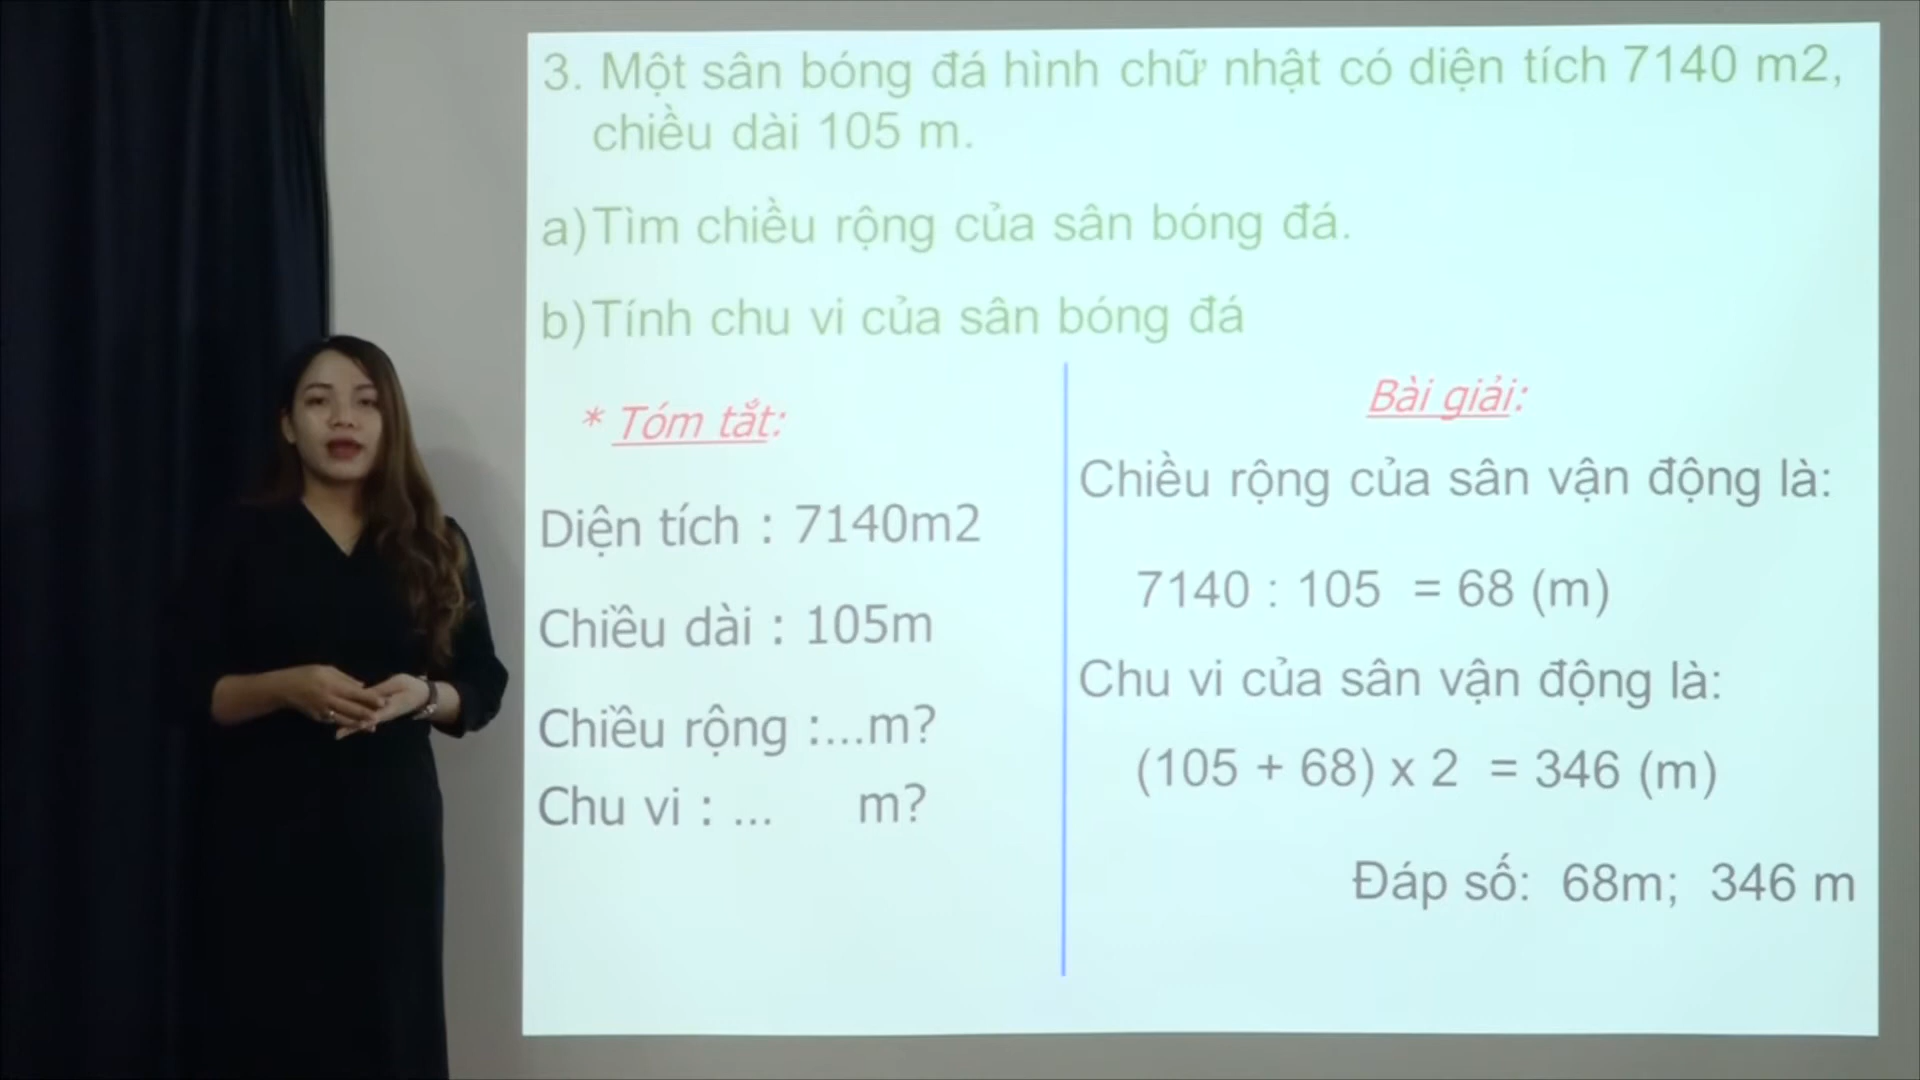 3. Một sân bóng đá hình chữ nhật có diện tích 7140 m2,
chiều dài 105 m.
a)Tìm chiều rộng của sân bóng đá.
b)Tính chu vi của sân bóng đá
* Tóm tắt:
Diện tích : 7140m2
Chiều dài : 105m
Chiều rộng :...m?
Chu vi : ... m?
Bài giải:
Chiều rộng của sân vận động là:
7140 : 105 = 68 (m)
Chu vi của sân vận động là:
(105 + 68) x 2 = 346 (m)
Đáp số: 68m; 346 m